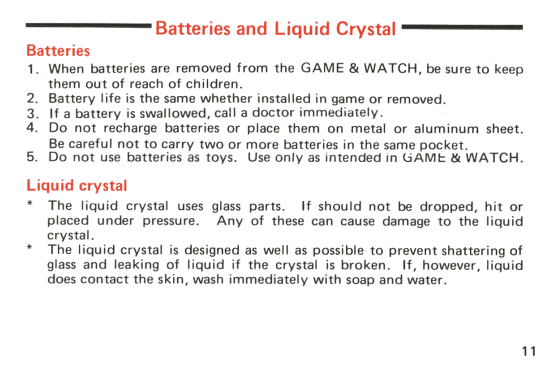 Batteries and Liquid Crystal
Batteries
1. When batteries are removed from the GAME & WATCH, be sure to keep
them out of reach of children.
2. Battery life is the same whether installed in game or removed.
3. If a battery is swallowed, call a doctor immediately.
4. Do not recharge batteries or place them on metal or aluminum sheet.
Be careful not to carry two or more batteries in the same pocket.
5. Do not use batteries as toys. Use only as intended in GAME & WATCH.
Liquid crystal
* The liquid crystal uses glass parts. If should not be dropped, hit or
placed under pressure. Any of these can cause damage to the liquid
crystal.
* The liquid crystal is designed as well as possible to prevent shattering of
glass and leaking of liquid if the crystal is broken. If, however, liquid
does contact the skin, wash immediately with soap and water.
11